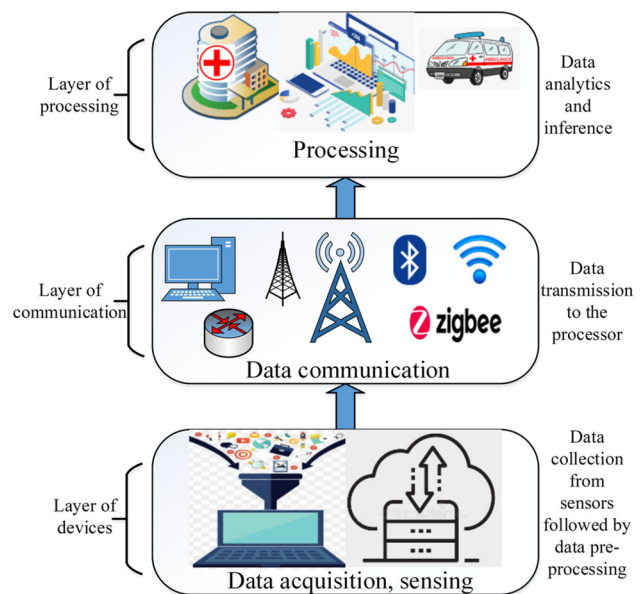 Layer of
processing
Processing
Data
analytics
and
inference
Layer of
communication
zigbee
Data communication
Data
transmission
to the
processor
Layer of
devices
Data acquisition, sensing
Data
collection
from
sensors
followed by
data pre-
processing